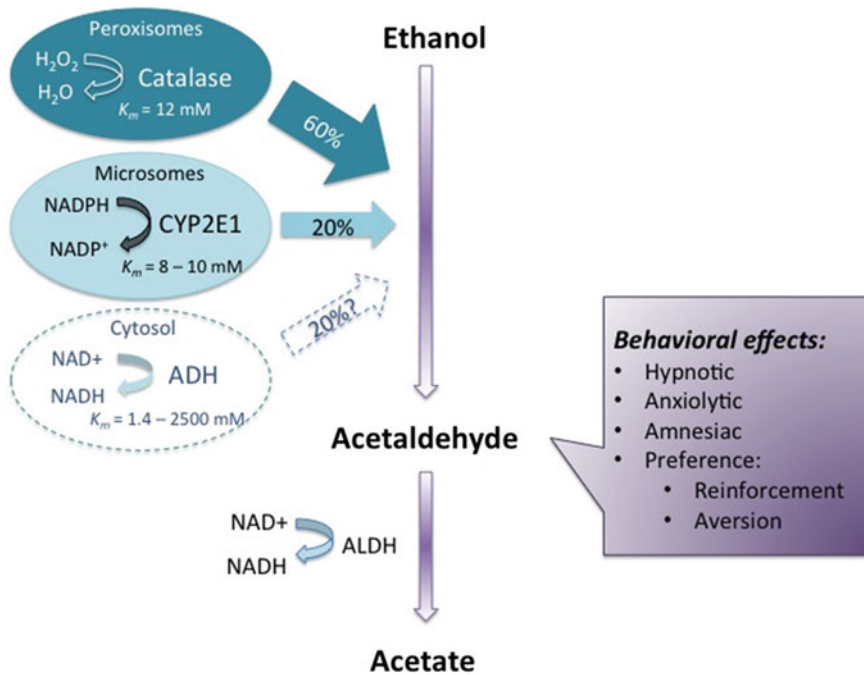 Peroxisomes
H₂O₂
Catalase
H₂O
Kₘ = 12 mM
60%
Ethanol
Microsomes
NADPH
CYP2E1
NADP⁺
Kₘ = 8 – 10 mM
20%
Cytosol
NAD+
ADH
NADH
Kₘ = 1.4 – 2500 mM
20%?
Acetaldehyde
Behavioral effects:
• Hypnotic
• Anxiolytic
• Amnesiac
• Preference:
• Reinforcement
• Aversion
NAD+
ALDH
NADH
Acetate